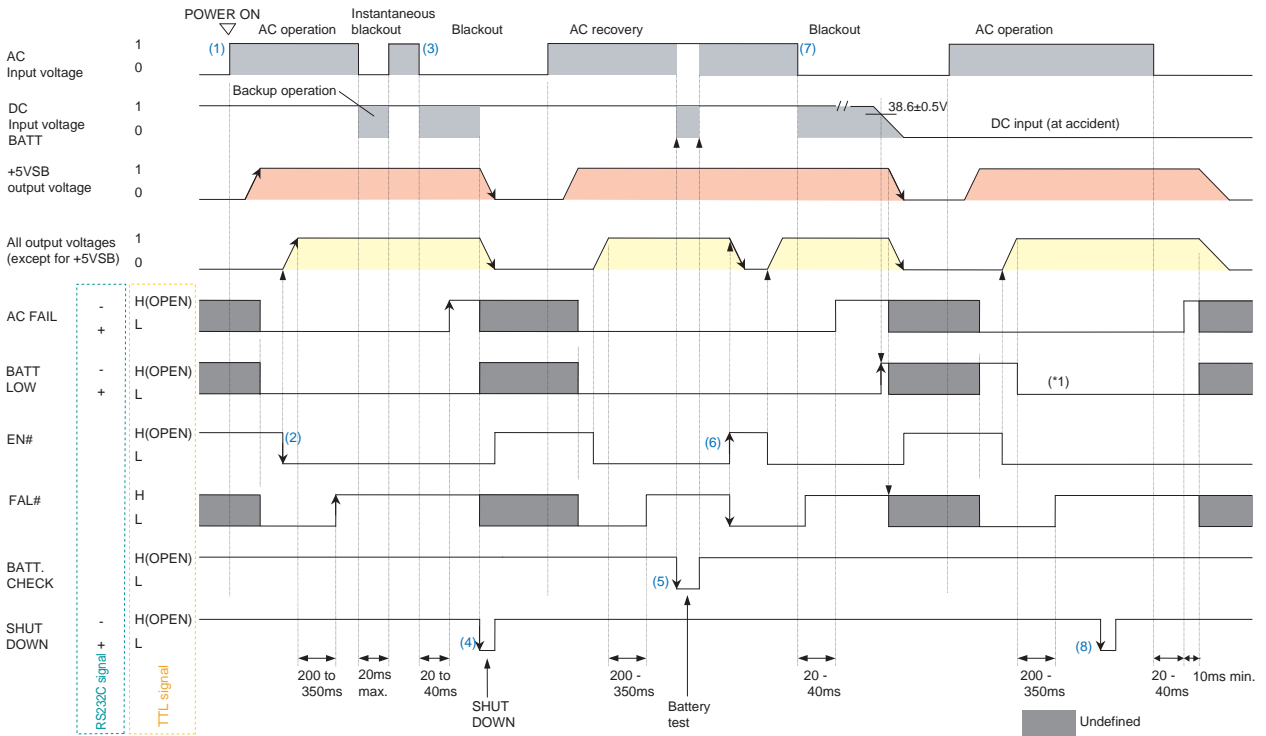 POWER ON
AC operation
Instantaneous
blackout
Blackout
AC recovery
Blackout
AC operation
AC
Input voltage
1
0
(1)
(3)
(7)
Backup operation
DC
Input voltage
BATT
1
0
38.6±0.5V
DC input (at accident)
+5VSB
output voltage
1
0
All output voltages
(except for +5VSB)
1
0
AC FAIL
-
+
H(OPEN)
L
BATT
LOW
-
+
H(OPEN)
L
(*1)
EN#
H(OPEN)
L
(2)
(6)
FAL#
H
L
BATT.
CHECK
H(OPEN)
L
(5)
SHUT
DOWN
-
+
H(OPEN)
L
(4)
(8)
RS232C signal
TTL signal
200 to
350ms
20ms
max.
20 to
40ms
SHUT
DOWN
200 -
350ms
Battery
test
20 -
40ms
200 -
350ms
20 -
40ms
10ms min.
Undefined